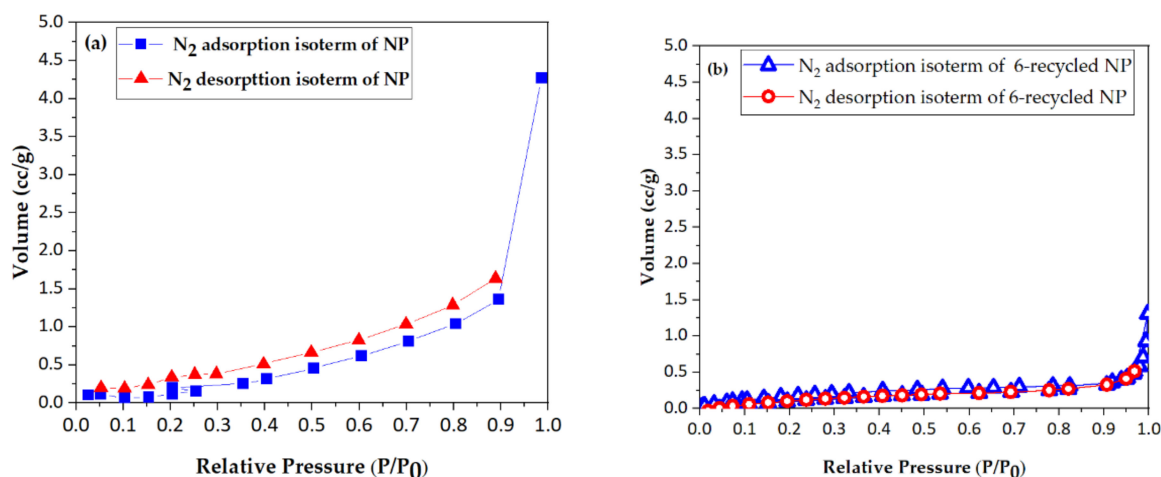 (a)
N2 adsorption isoterm of NP
N2 desorpttion isoterm of NP
5.0
4.5
4.0
3.5
3.0
2.5
2.0
1.5
1.0
0.5
0.0
Volume (cc/g)
0.0 0.1 0.2 0.3 0.4 0.5 0.6 0.7 0.8 0.9 1.0
Relative Pressure (P/P0)
(b)
N2 adsorption isoterm of 6-recycled NP
N2 desorption isoterm of 6-recycled NP
5.0
4.5
4.0
3.5
3.0
2.5
2.0
1.5
1.0
0.5
0.0
Volume (cc/g)
0.0 0.1 0.2 0.3 0.4 0.5 0.6 0.7 0.8 0.9 1.0
Relative Pressure (P/P0)